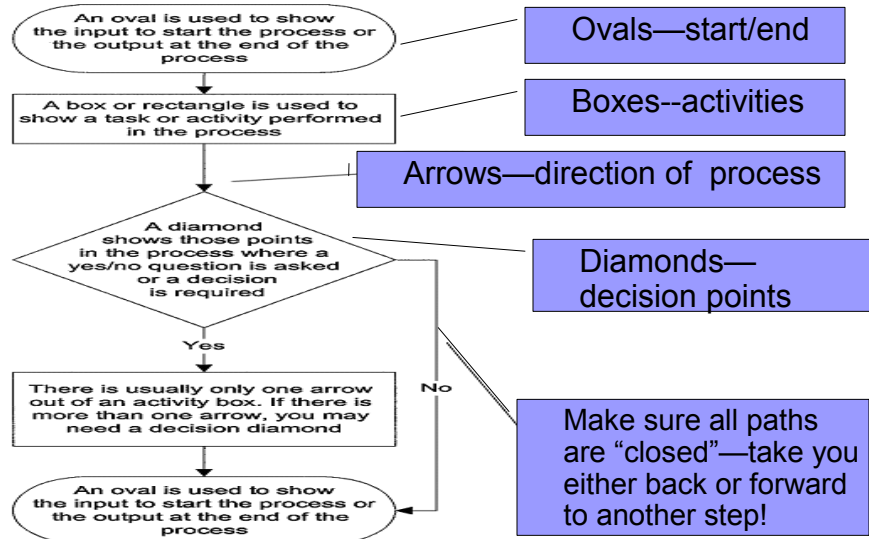 An oval is used to show
the input to start the process or
the output at the end of the
process
Ovals—start/end
A box or rectangle is used to
show a task or activity performed
in the process
Boxes--activities
Arrows—direction of process
A diamond
shows those points
in the process where a
yes/no question is asked
or a decision
is required
Diamonds—
decision points
Yes
No
There is usually only one arrow
out of an activity box. If there is
more than one arrow, you may
need a decision diamond
Make sure all paths
are “closed”—take you
either back or forward
to another step!
An oval is used to show
the input to start the process or
the output at the end of the
process